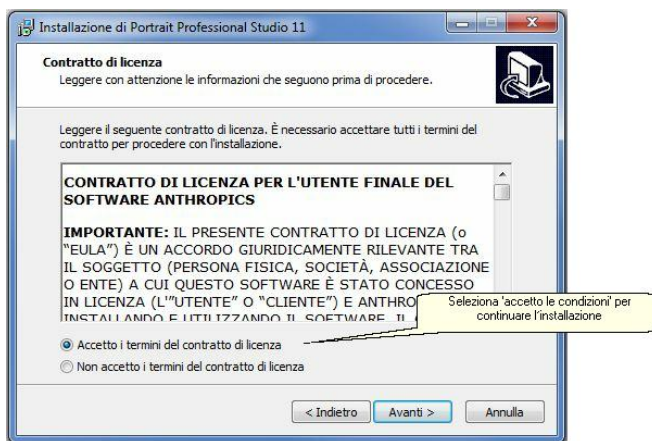 Installazione di Portrait Professional Studio 11
Contratto di licenza
Leggere con attenzione le informazioni che seguono prima di procedere.
Leggere il seguente contratto di licenza. È necessario accettare tutti i termini del
contratto per procedere con l'installazione.
CONTRATTO DI LICENZA PER L'UTENTE FINALE DEL
SOFTWARE ANTHROPICS
IMPORTANTE: IL PRESENTE CONTRATTO DI LICENZA (o
"EULA") È UN ACCORDO GIURIDICAMENTE RILEVANTE TRA
IL SOGGETTO (PERSONA FISICA, SOCIETÀ, ASSOCIAZIONE
O ENTE) A CUI QUESTO SOFTWARE È STATO CONCESSO
IN LICENZA (L'"UTENTE" O "CLIENTE") E ANTHRO
INSTALLANDO E UTILIZZANDO IL SOFTWARE, IL
Seleziona 'accetto le condizioni' per
continuare l'installazione
Accetto i termini del contratto di licenza
Non accetto i termini del contratto di licenza
< Indietro
Avanti >
Annulla